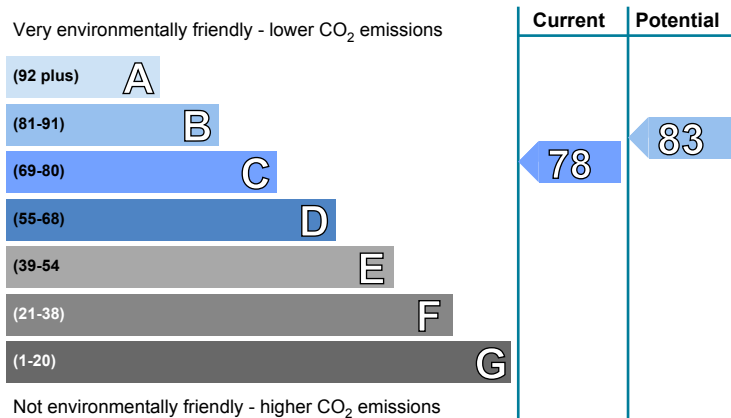 Very environmentally friendly - lower CO₂ emissions
Current
Potential
(92 plus) A
(81-91) B
(69-80) C
(55-68) D
(39-54 E
(21-38) F
(1-20) G
78
83
Not environmentally friendly - higher CO₂ emissions